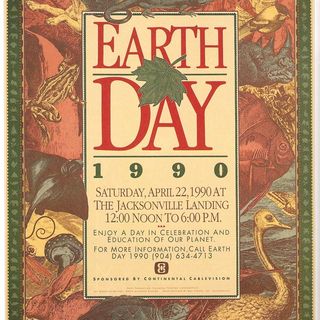 EARTH
DAY
1990
SATURDAY, APRIL 22, 1990 AT
THE JACKSONVILLE LANDING
12:00 NOON TO 6:00 P.M.
ENJOY A DAY IN CELEBRATION AND
EDUCATION OF OUR PLANET.
FOR MORE INFORMATION, CALL EARTH
DAY 1990 (904) 634-4713
SPONSORED BY CONTINENTAL CABLEVISION